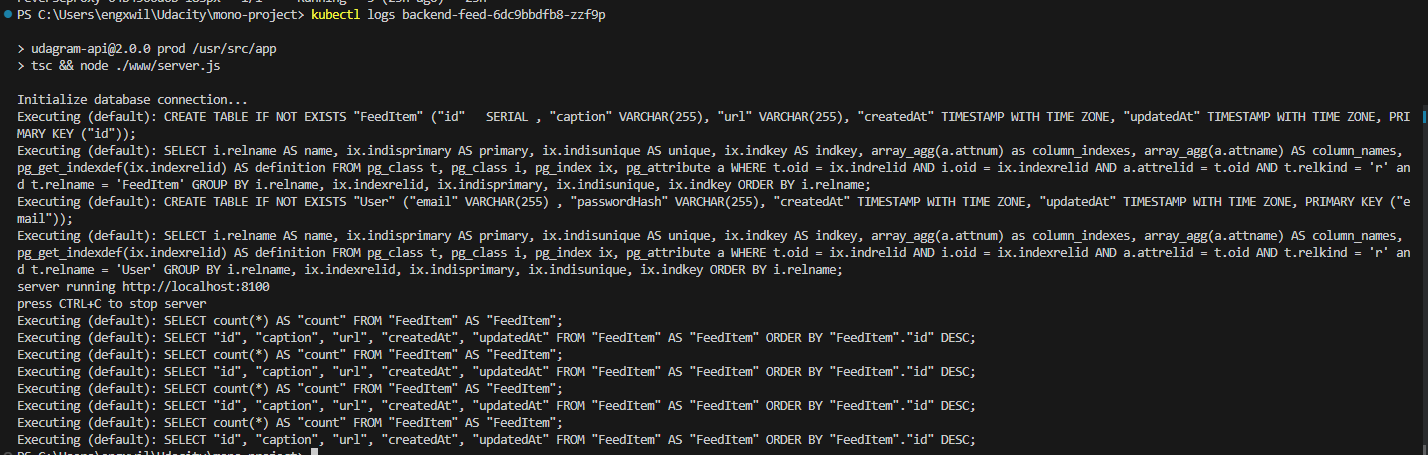 PS C:\Users\engxwil\Udacity\mono-project> kubectl logs backend-feed-6dc9bbdfb8-zzf9p
> udagram-api@2.0.0 prod /usr/src/app
> tsc && node ./www/server.js
Initialize database connection...
Executing (default): CREATE TABLE IF NOT EXISTS "FeedItem" ("id"   SERIAL , "caption" VARCHAR(255), "url" VARCHAR(255), "createdAt" TIMESTAMP WITH TIME ZONE, "updatedAt" TIMESTAMP WITH TIME ZONE, PRI
MARY KEY ("id"));
Executing (default): SELECT i.relname AS name, ix.indisprimary AS primary, ix.indisunique AS unique, ix.indkey AS indkey, array_agg(a.attnum) as column_indexes, array_agg(a.attname) AS column_names,
pg_get_indexdef(ix.indexrelid) AS definition FROM pg_class t, pg_class i, pg_index ix, pg_attribute a WHERE t.oid = ix.indrelid AND i.oid = ix.indexrelid AND a.attrelid = t.oid AND t.relkind = 'r' an
d t.relname = 'FeedItem' GROUP BY i.relname, ix.indexrelid, ix.indisprimary, ix.indisunique, ix.indkey ORDER BY i.relname;
Executing (default): CREATE TABLE IF NOT EXISTS "User" ("email" VARCHAR(255) , "passwordHash" VARCHAR(255), "createdAt" TIMESTAMP WITH TIME ZONE, "updatedAt" TIMESTAMP WITH TIME ZONE, PRIMARY KEY ("e
mail"));
Executing (default): SELECT i.relname AS name, ix.indisprimary AS primary, ix.indisunique AS unique, ix.indkey AS indkey, array_agg(a.attnum) as column_indexes, array_agg(a.attname) AS column_names,
pg_get_indexdef(ix.indexrelid) AS definition FROM pg_class t, pg_class i, pg_index ix, pg_attribute a WHERE t.oid = ix.indrelid AND i.oid = ix.indexrelid AND a.attrelid = t.oid AND t.relkind = 'r' an
d t.relname = 'User' GROUP BY i.relname, ix.indexrelid, ix.indisprimary, ix.indisunique, ix.indkey ORDER BY i.relname;
server running http://localhost:8100
press CTRL+C to stop server
Executing (default): SELECT count(*) AS "count" FROM "FeedItem" AS "FeedItem";
Executing (default): SELECT "id", "caption", "url", "createdAt", "updatedAt" FROM "FeedItem" AS "FeedItem" ORDER BY "FeedItem"."id" DESC;
Executing (default): SELECT count(*) AS "count" FROM "FeedItem" AS "FeedItem";
Executing (default): SELECT "id", "caption", "url", "createdAt", "updatedAt" FROM "FeedItem" AS "FeedItem" ORDER BY "FeedItem"."id" DESC;
Executing (default): SELECT count(*) AS "count" FROM "FeedItem" AS "FeedItem";
Executing (default): SELECT "id", "caption", "url", "createdAt", "updatedAt" FROM "FeedItem" AS "FeedItem" ORDER BY "FeedItem"."id" DESC;
Executing (default): SELECT count(*) AS "count" FROM "FeedItem" AS "FeedItem";
Executing (default): SELECT "id", "caption", "url", "createdAt", "updatedAt" FROM "FeedItem" AS "FeedItem" ORDER BY "FeedItem"."id" DESC;
PS C:\Users\engxwil\Udacity\mono-project>